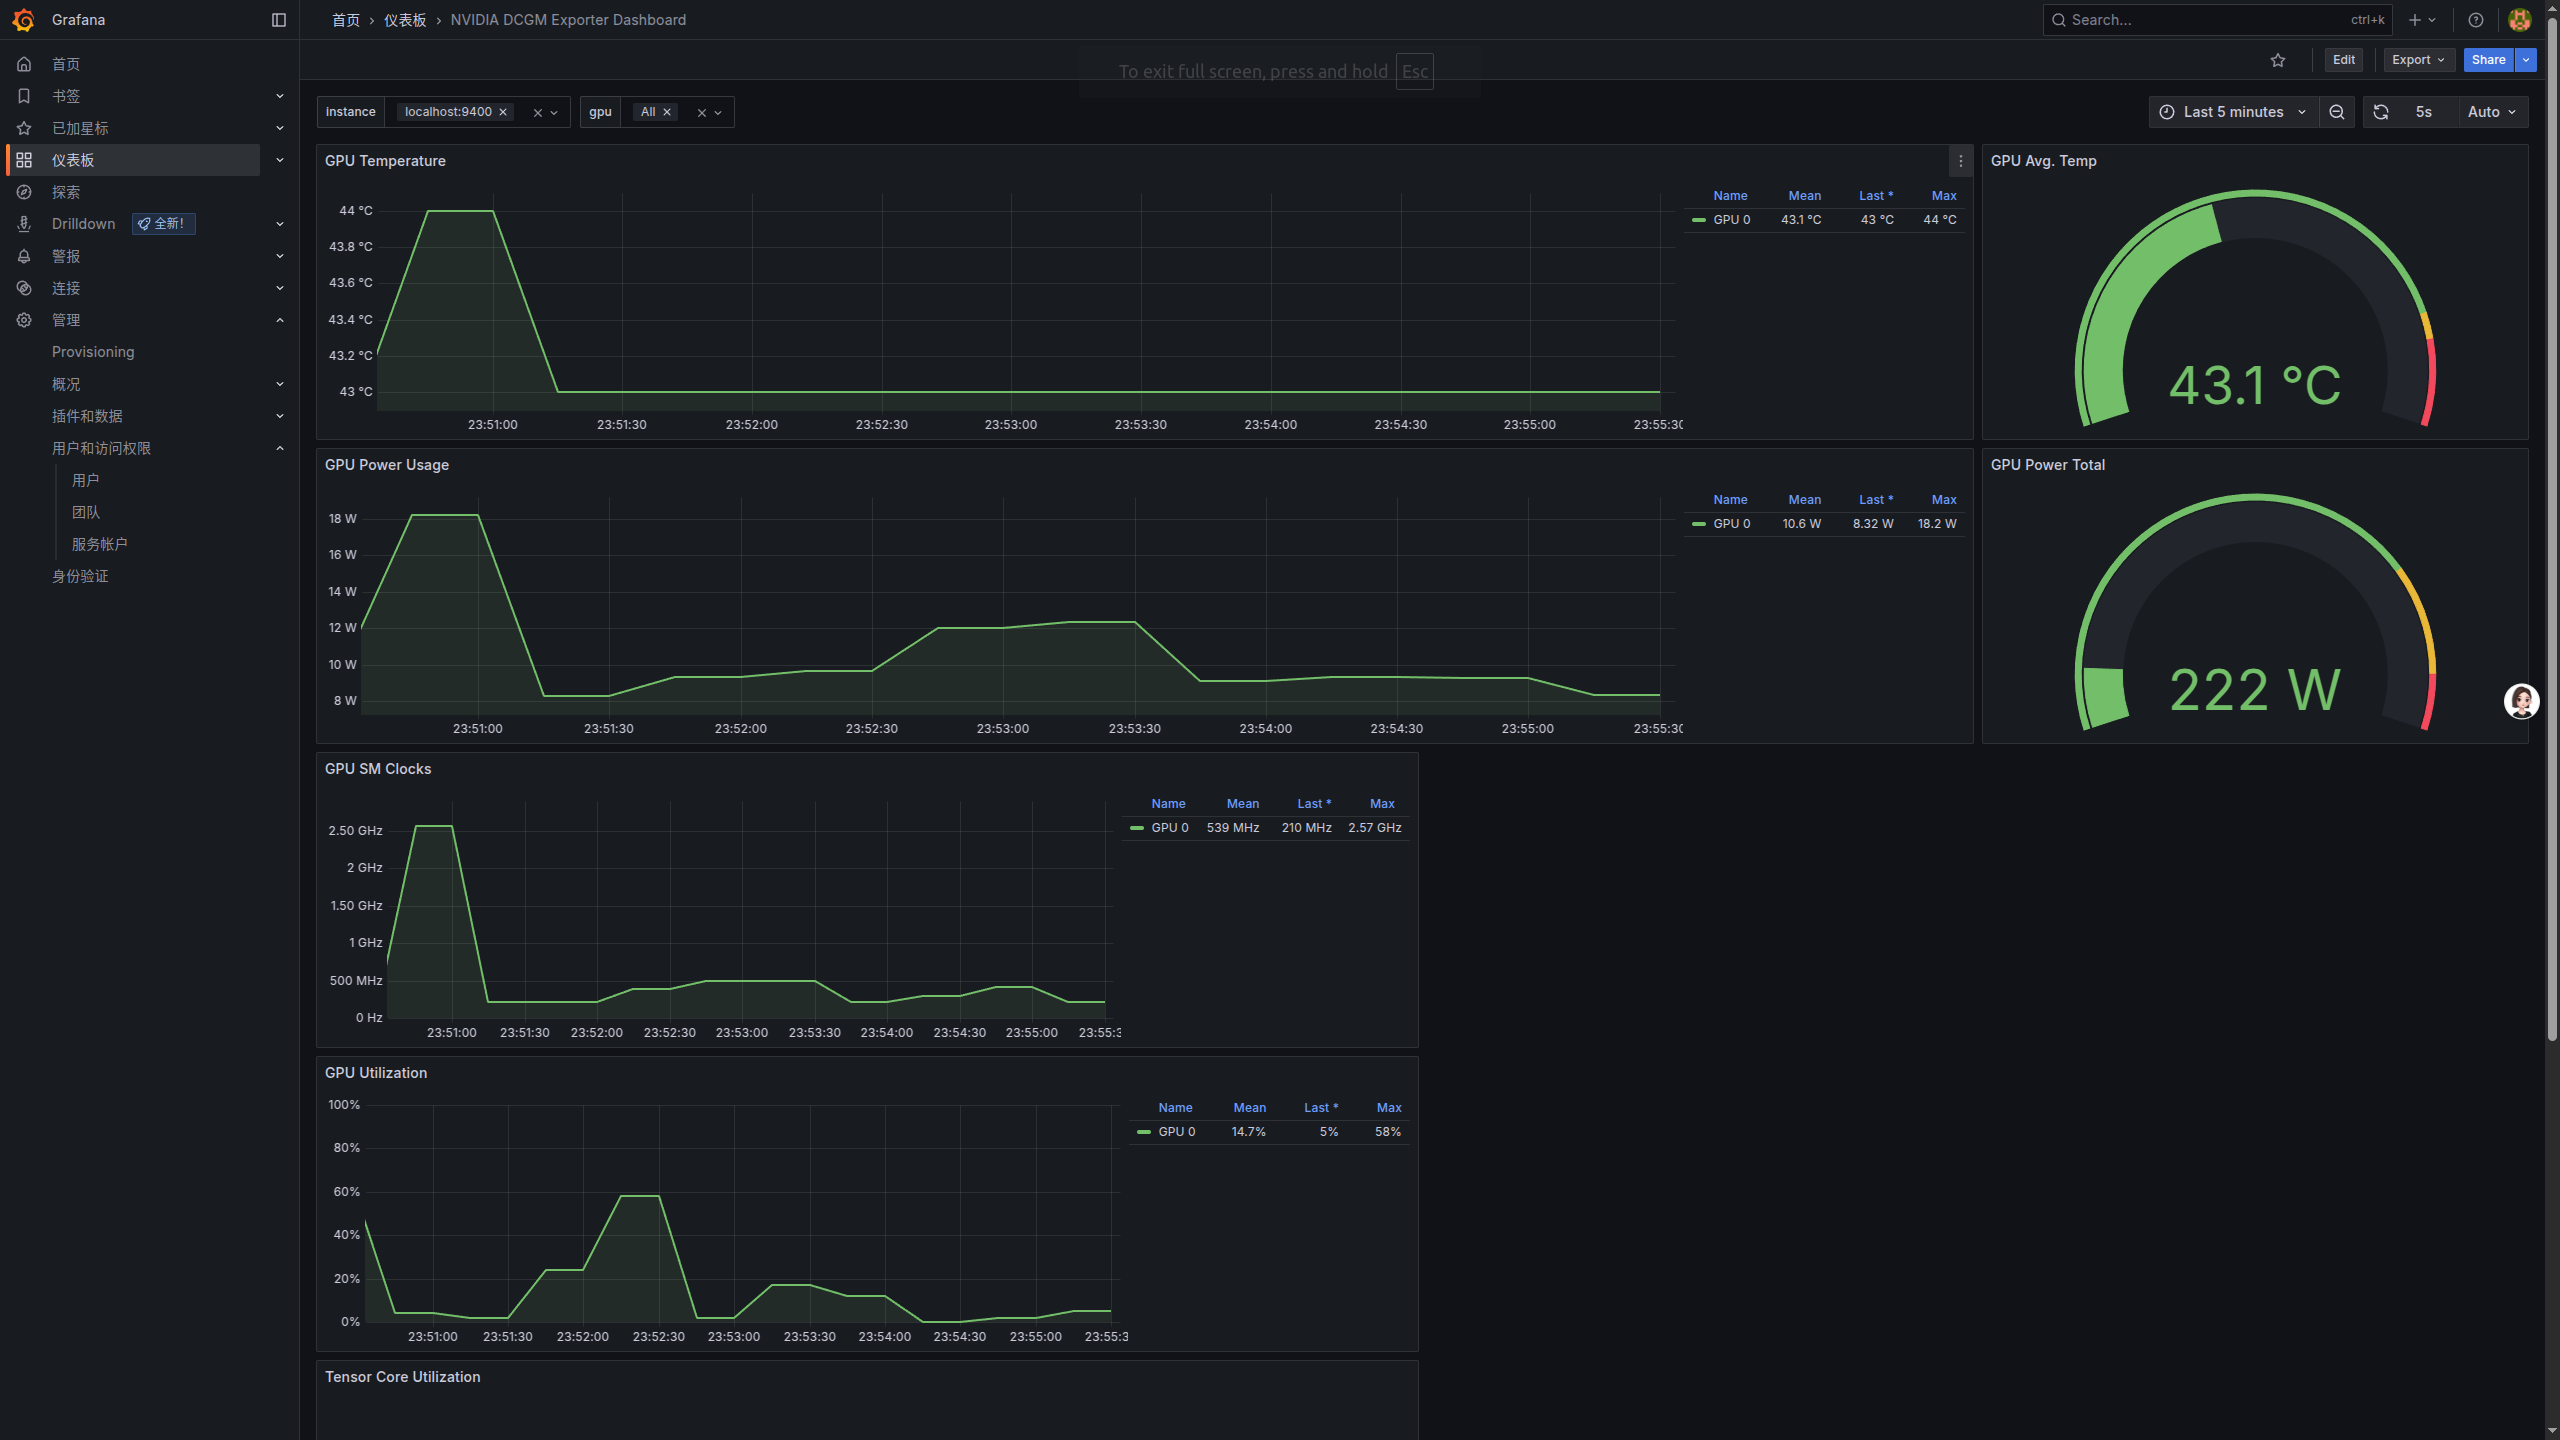 Grafana
首页 › 仪表板 › NVIDIA DCGM Exporter Dashboard
Search... ctrl+k
To exit full screen, press and hold Esc
Edit Export Share
首页
书签
已加星标
仪表板
探索
Drilldown 全新！
警报
连接
管理
Provisioning
概况
插件和数据
用户和访问权限
用户
团队
服务帐户
身份验证
instance localhost:9400 gpu All
Last 5 minutes 5s Auto
GPU Temperature
44 °C
43.8 °C
43.6 °C
43.4 °C
43.2 °C
43 °C
23:51:00 23:51:30 23:52:00 23:52:30 23:53:00 23:53:30 23:54:00 23:54:30 23:55:00 23:55:30
Name Mean Last * Max
GPU 0 43.1 °C 43 °C 44 °C
GPU Avg. Temp
43.1 °C
GPU Power Usage
18 W
16 W
14 W
12 W
10 W
8 W
23:51:00 23:51:30 23:52:00 23:52:30 23:53:00 23:53:30 23:54:00 23:54:30 23:55:00 23:55:30
Name Mean Last * Max
GPU 0 10.6 W 8.32 W 18.2 W
GPU Power Total
222 W
GPU SM Clocks
2.50 GHz
2 GHz
1.50 GHz
1 GHz
500 MHz
0 Hz
23:51:00 23:51:30 23:52:00 23:52:30 23:53:00 23:53:30 23:54:00 23:54:30 23:55:00 23:55:3
Name Mean Last * Max
GPU 0 539 MHz 210 MHz 2.57 GHz
GPU Utilization
100%
80%
60%
40%
20%
0%
23:51:00 23:51:30 23:52:00 23:52:30 23:53:00 23:53:30 23:54:00 23:54:30 23:55:00 23:55:3
Name Mean Last * Max
GPU 0 14.7% 5% 58%
Tensor Core Utilization